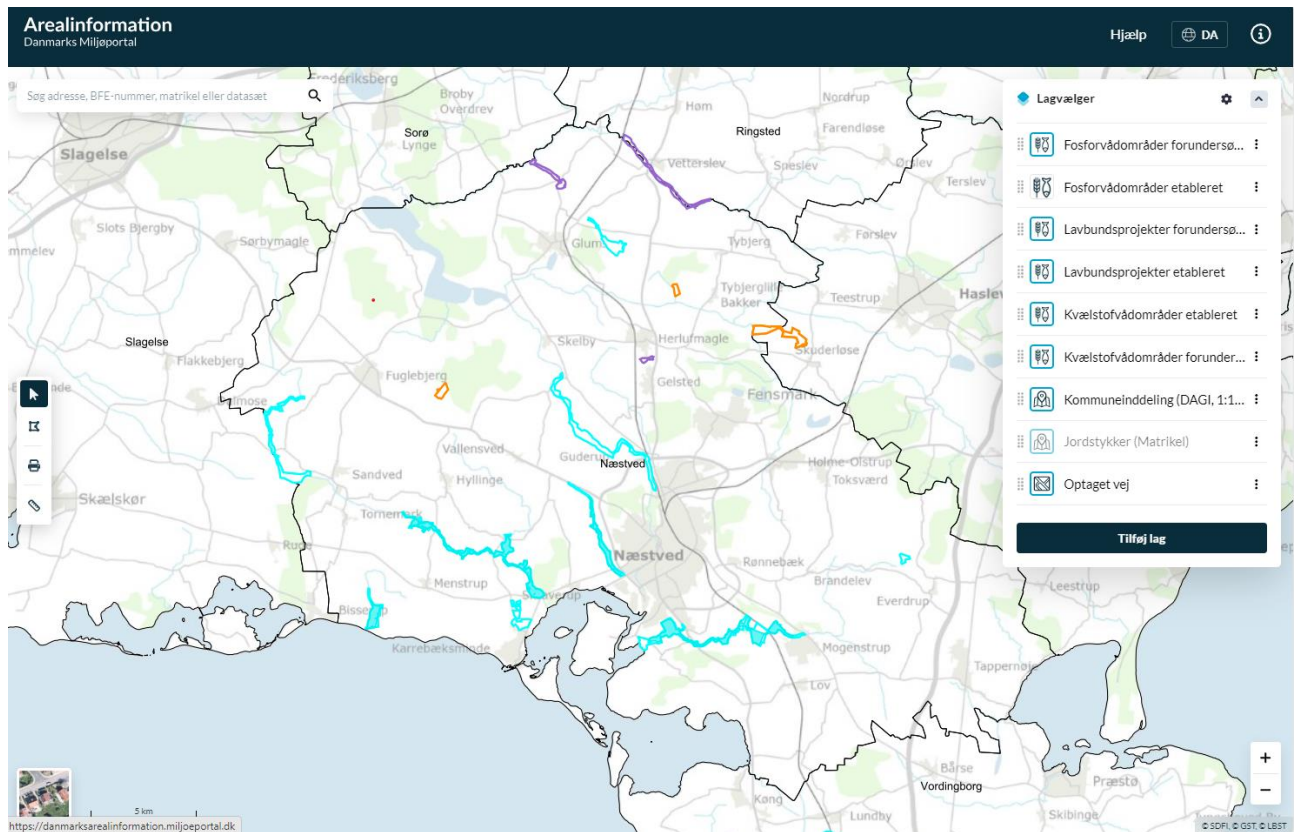 Arealinformation
Danmarks Miljøportal
Hjælp
DA
Søg adresse, BFE-nummer, matrikel eller datasæt
Lagvælger
Fosforvådområder forundersø...
Fosforvådområder etableret
Lavbundsprojekter forundersø...
Lavbundsprojekter etableret
Kvælstofvådområder etableret
Kvælstofvådområder forunder...
Kommuneinddeling (DAGI, 1:1...
Jordstykker (Matrikel)
Optaget vej
Tilføj lag
Frederiksberg
Broby
Overdrev
Høm
Nordrup
Sorø
Lynge
Ringsted
Farendløse
Slagelse
Vetterslev
Sneslev
Ørslev
Terslev
Slots Bjergby
Sørbymagle
Glum
Tybjerg
Førslev
Tybjerglille
Bakker
Teestrup
Haslev
Slagelse
Flakkebjerg
Skelby
Herlufmagle
Skuderløse
Fuglebjerg
Gelsted
Fensmark
Vallensved
Guderup
Næstved
Holme-Olstrup
Toksværd
Sandved
Hyllinge
Skælskør
Tornemark
Rude
Næstved
Rønnebæk
Brandelev
Menstrup
Everdrup
Leestrup
Bisserup
Karrebæksminde
Mogenstrup
Tappernøje
Lov
Bårse
Vordingborg
Præstø
Køng
Lundby
Skibinge
5 km
https://danmarksarealinformation.miljoeportal.dk
© SDFI, © GST, © LBST